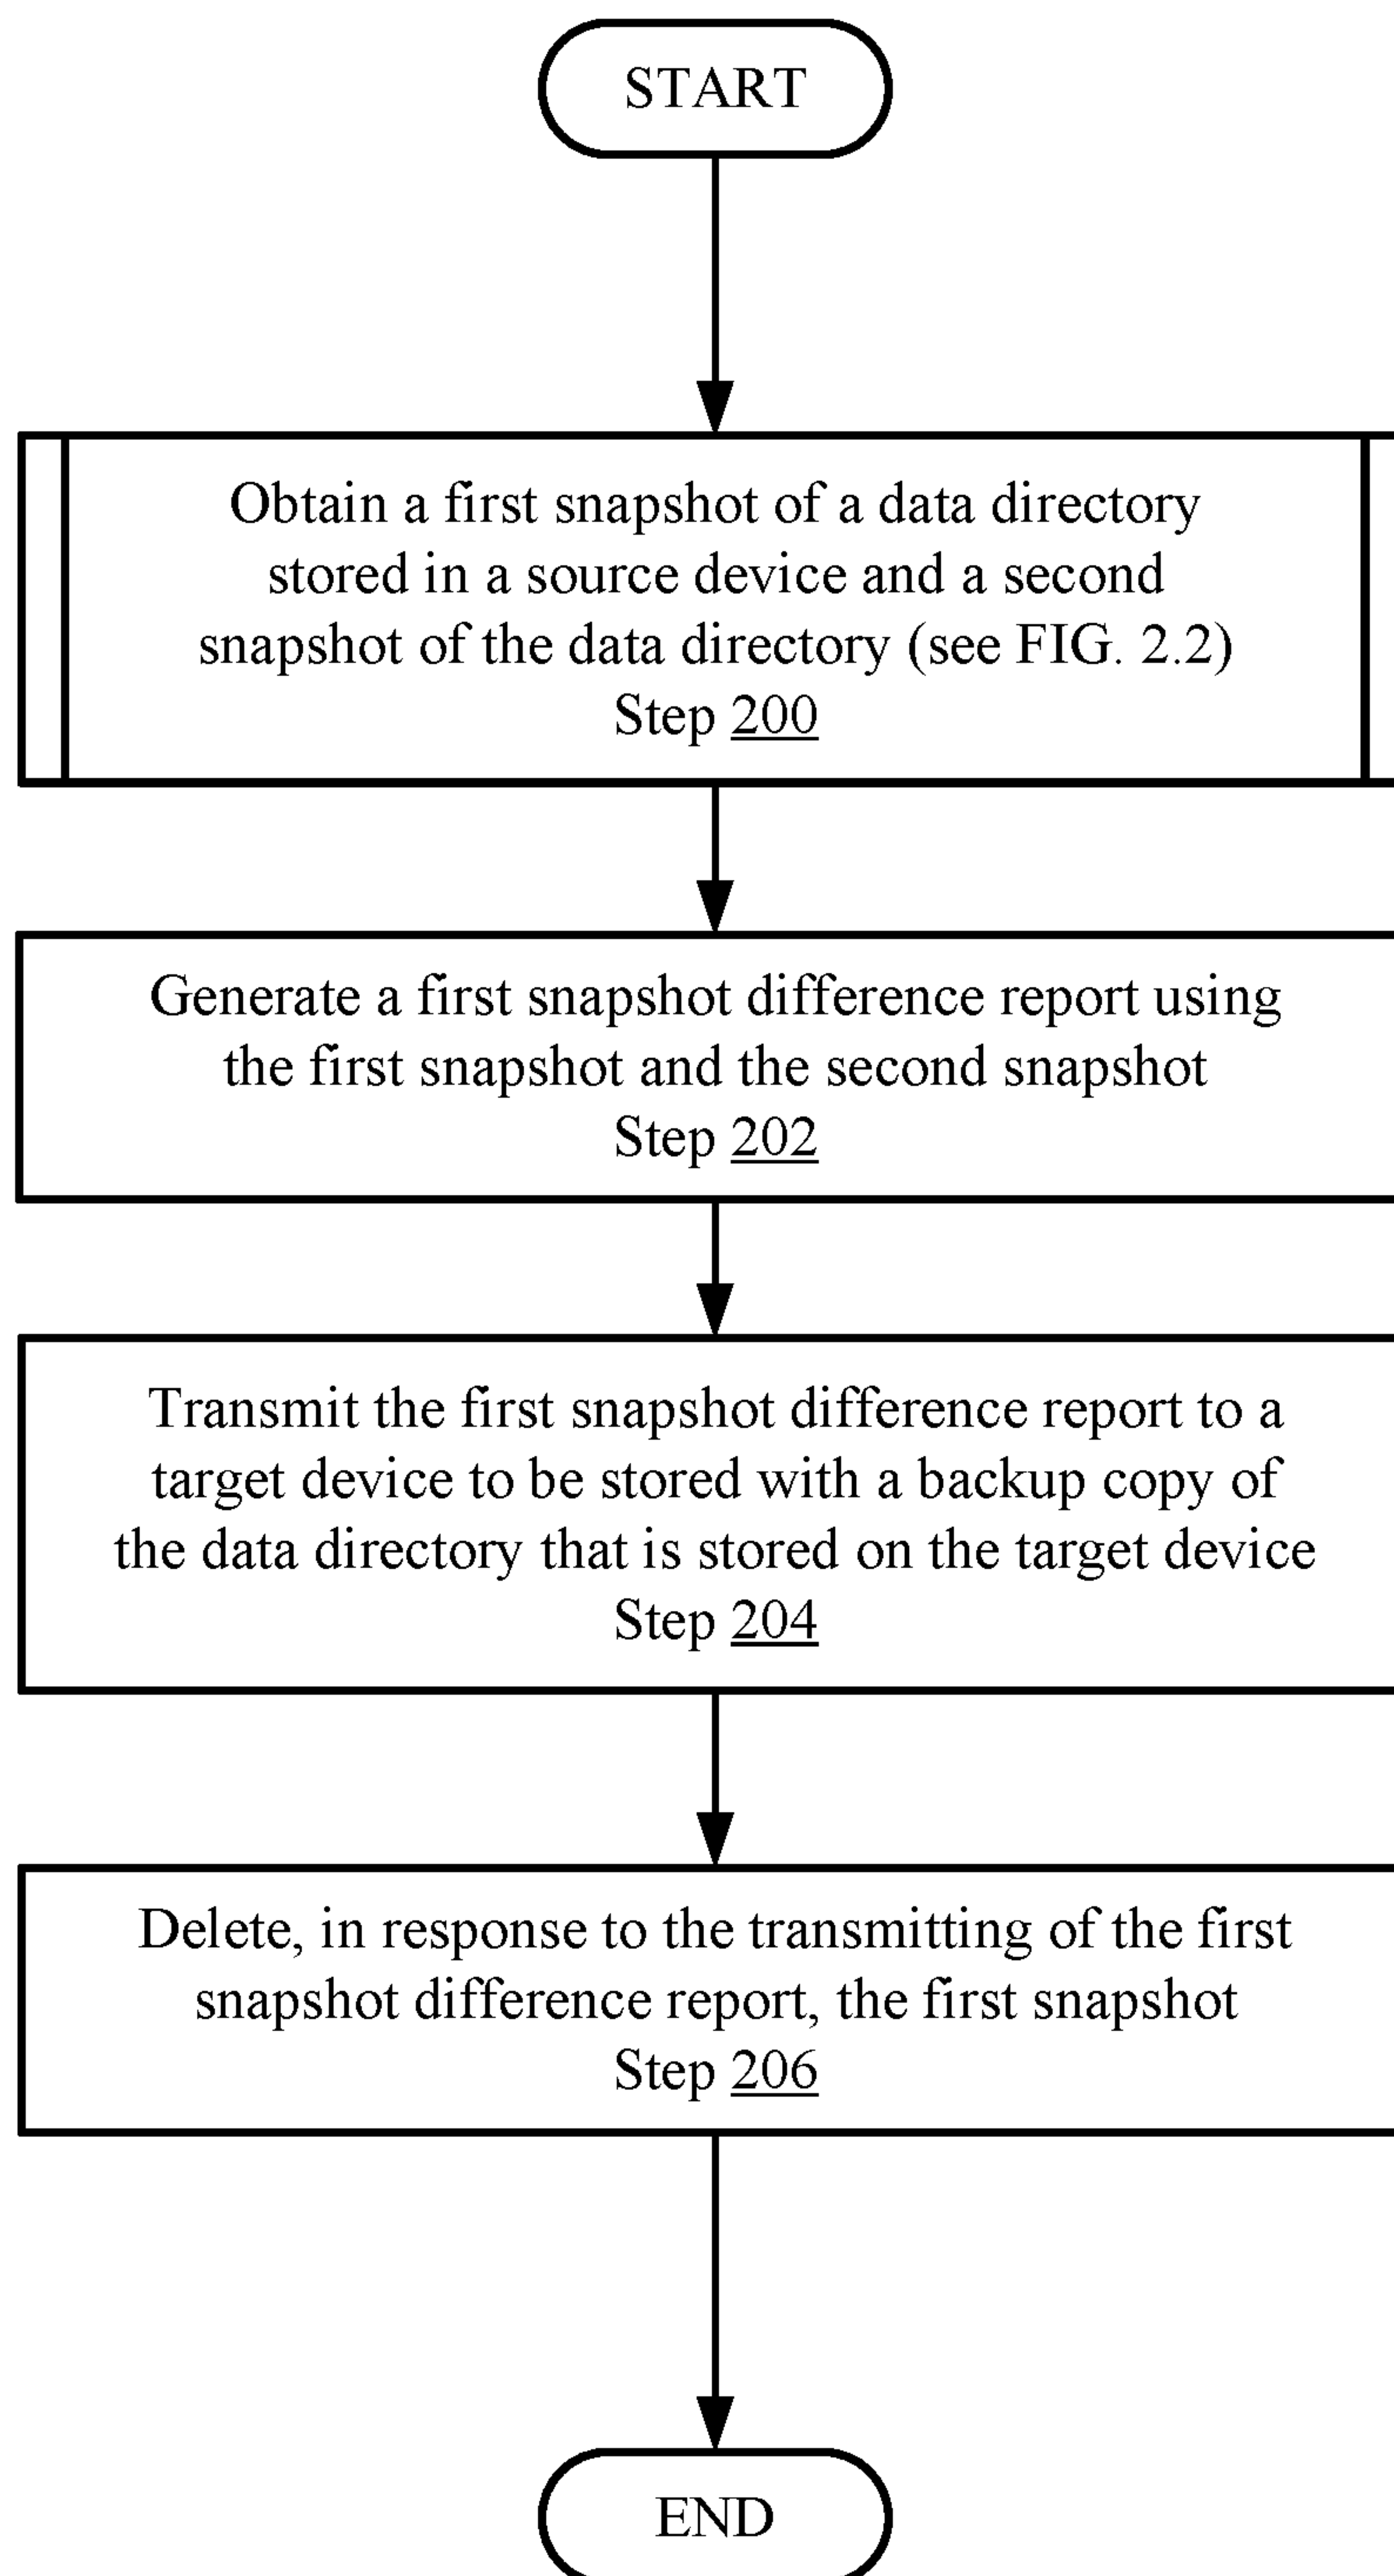 START
Obtain a first snapshot of a data directory
stored in a source device and a second
snapshot of the data directory (see FIG. 2.2)
Step 200
Generate a first snapshot difference report using
the first snapshot and the second snapshot
Step 202
Transmit the first snapshot difference report to a
target device to be stored with a backup copy of
the data directory that is stored on the target device
Step 204
Delete, in response to the transmitting of the first
snapshot difference report, the first snapshot
Step 206
END